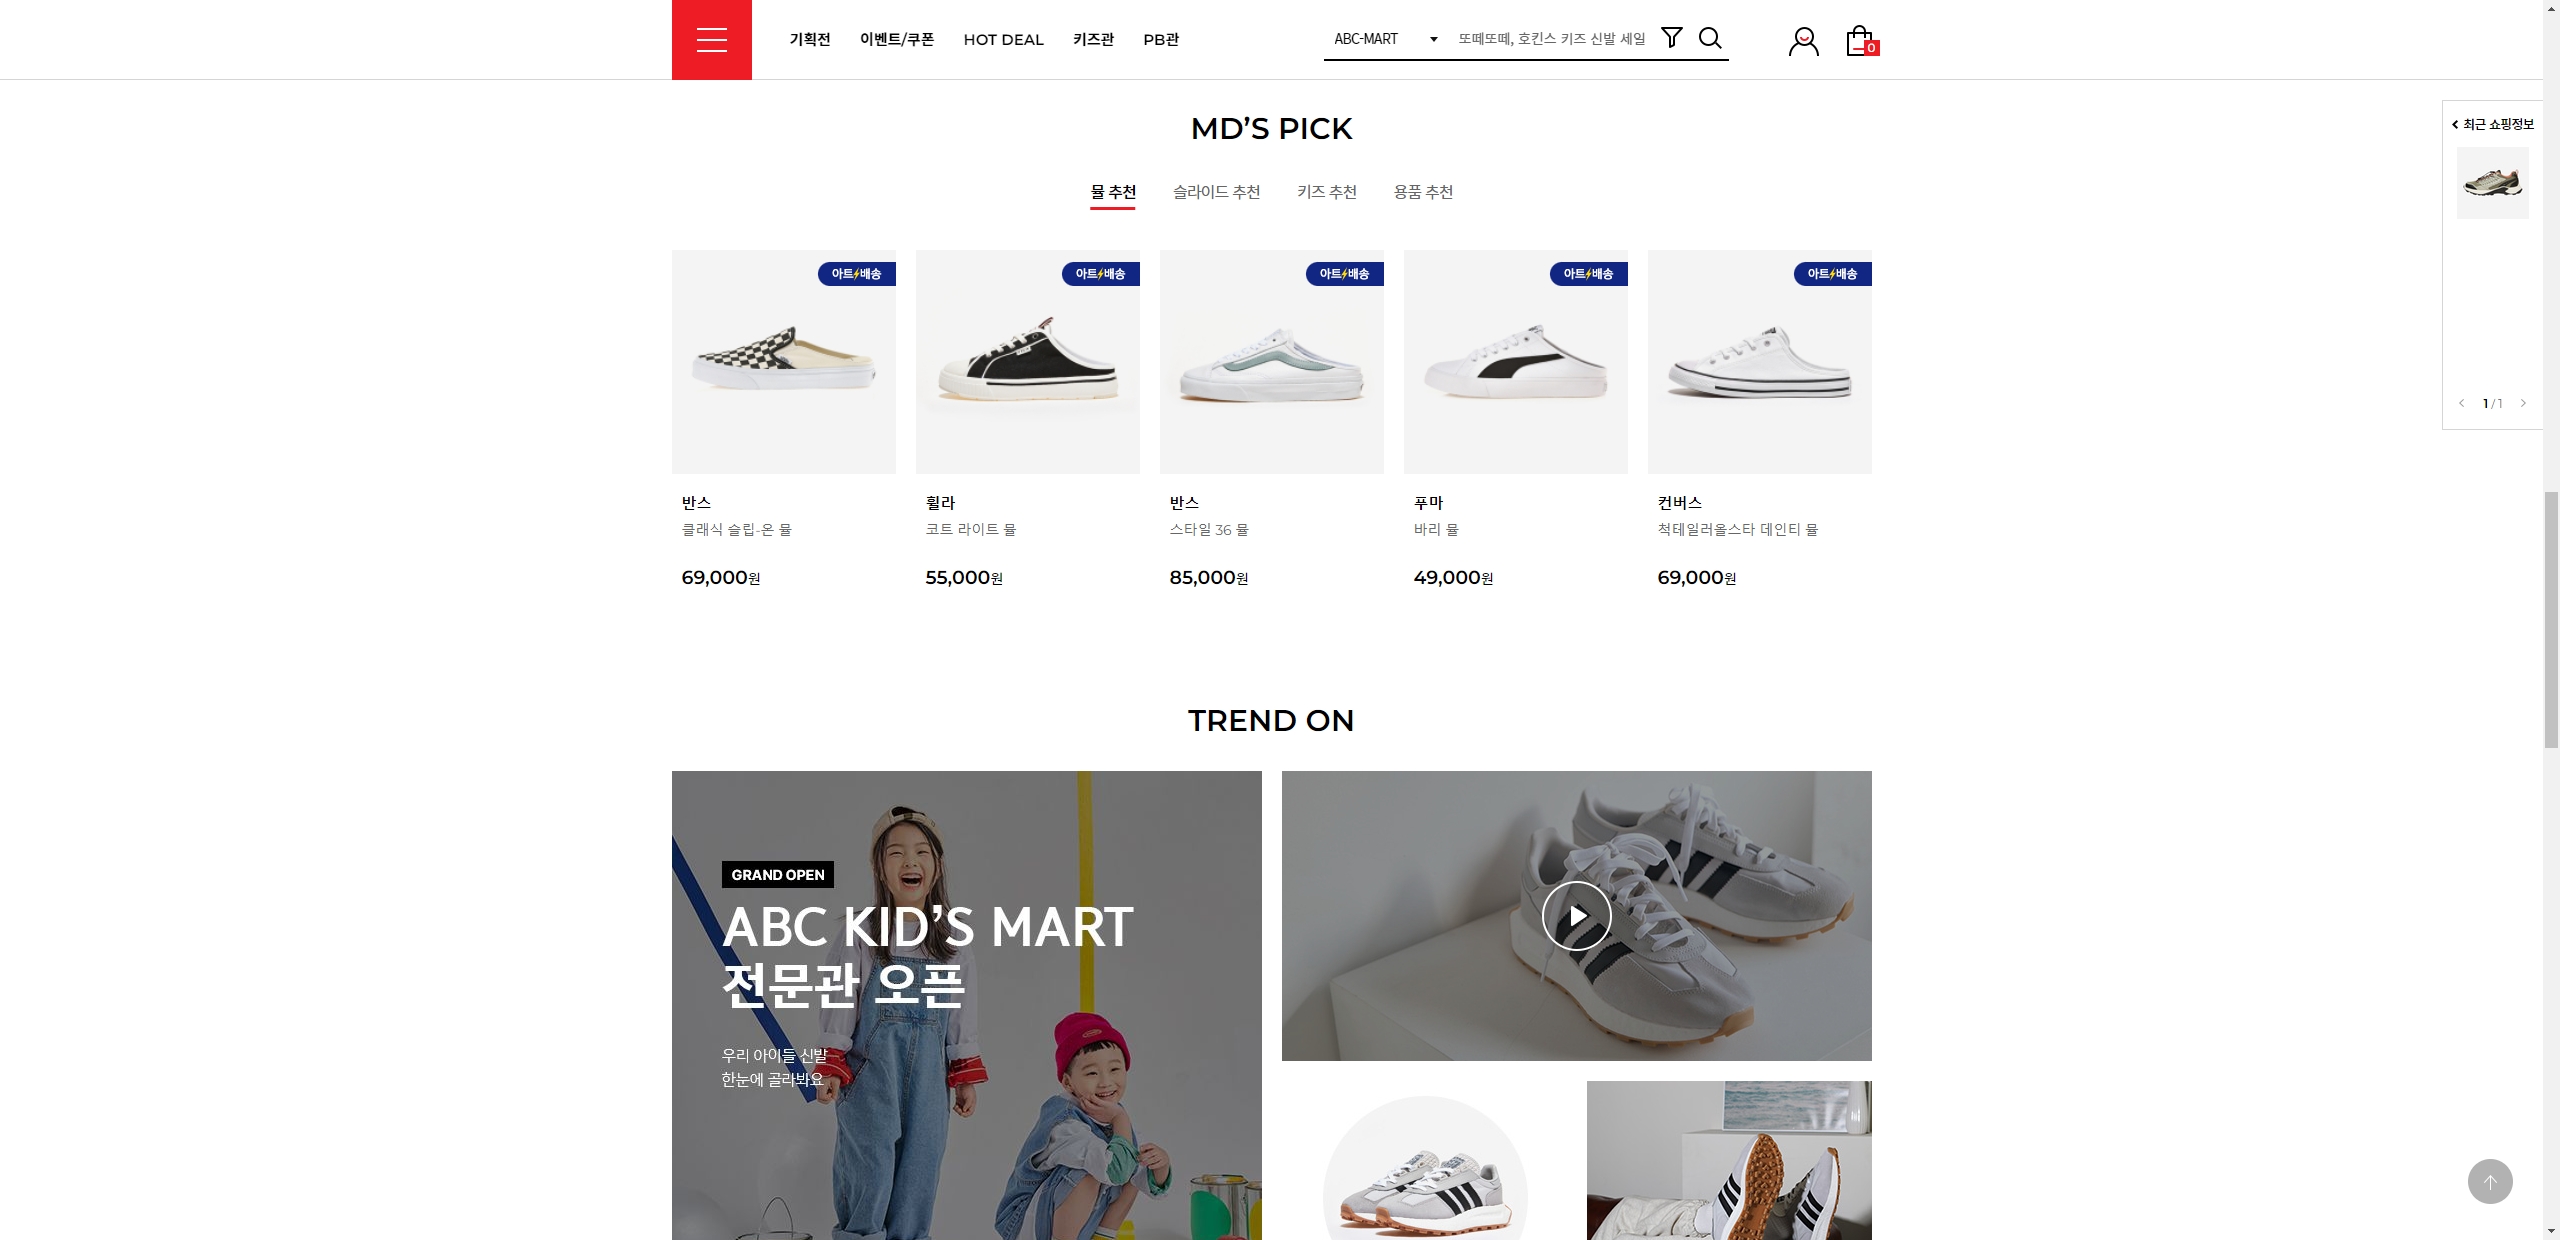 기획전 이벤트/쿠폰 HOT DEAL 키즈관 PB관 ABC-MART 또떼또떼, 호킨스 키즈 신발 세일 0
MD’S PICK
최근 쇼핑정보
뮬 추천 슬라이드 추천 키즈 추천 용품 추천
아트배송 아트배송 아트배송 아트배송 아트배송
1 / 1
반스 휠라 반스 푸마 컨버스
클래식 슬립-온 뮬 코트 라이트 뮬 스타일 36 뮬 바리 뮬 척테일러올스타 데인티 뮬
69,000원 55,000원 85,000원 49,000원 69,000원
TREND ON
GRAND OPEN
ABC KID’S MART
전문관 오픈
우리 아이들 신발
한눈에 골라봐요